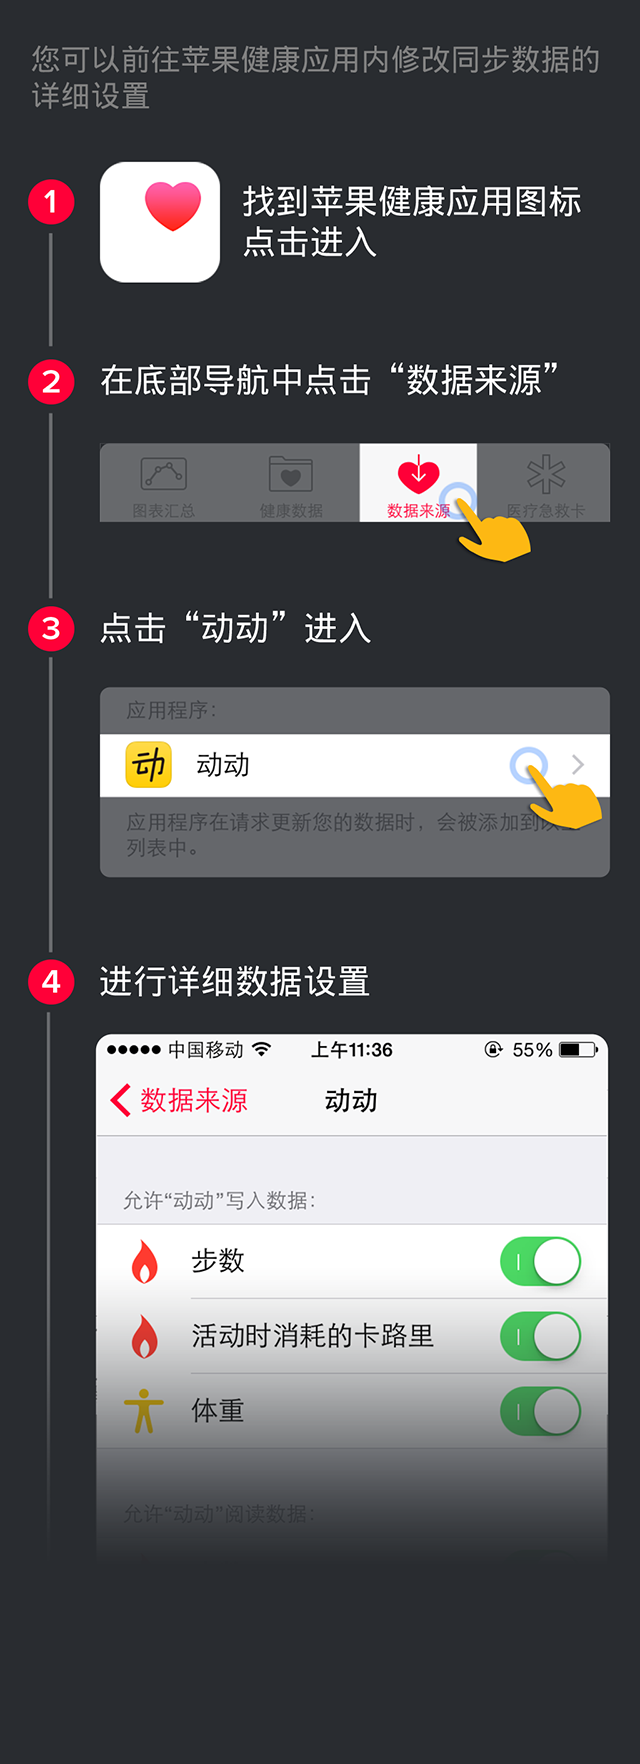 您可以前往苹果健康应用内修改同步数据的
详细设置
1
找到苹果健康应用图标
点击进入
2
在底部导航中点击“数据来源”
图表汇总
健康数据
数据来源
医疗急救卡
3
点击“动动”进入
应用程序:
动 动动
应用程序在请求更新您的数据时，会被添加到以
列表中。
4
进行详细数据设置
中国移动 上午11:36 55%
数据来源 动动
允许“动动”写入数据:
步数
活动时消耗的卡路里
体重
允许“动动”阅读数据: